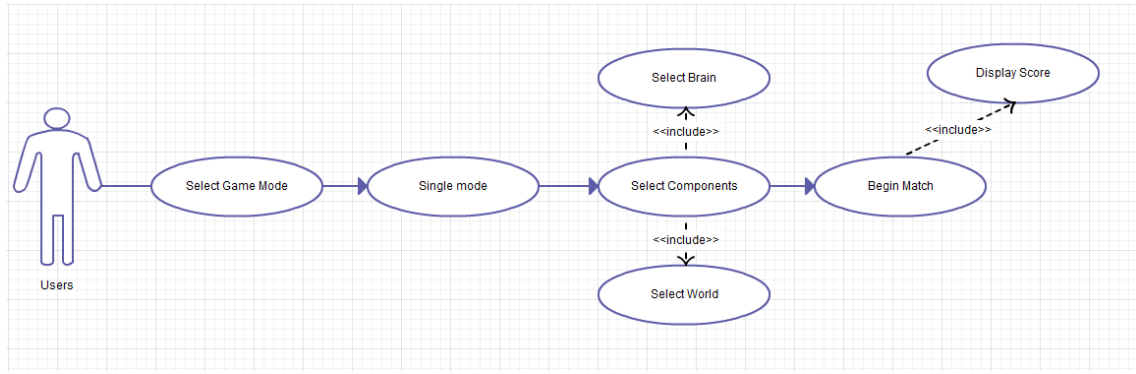 Select Brain
Display Score
<<include>>
<<include>>
Select Game Mode
Single mode
Select Components
Begin Match
<<include>>
Users
Select World